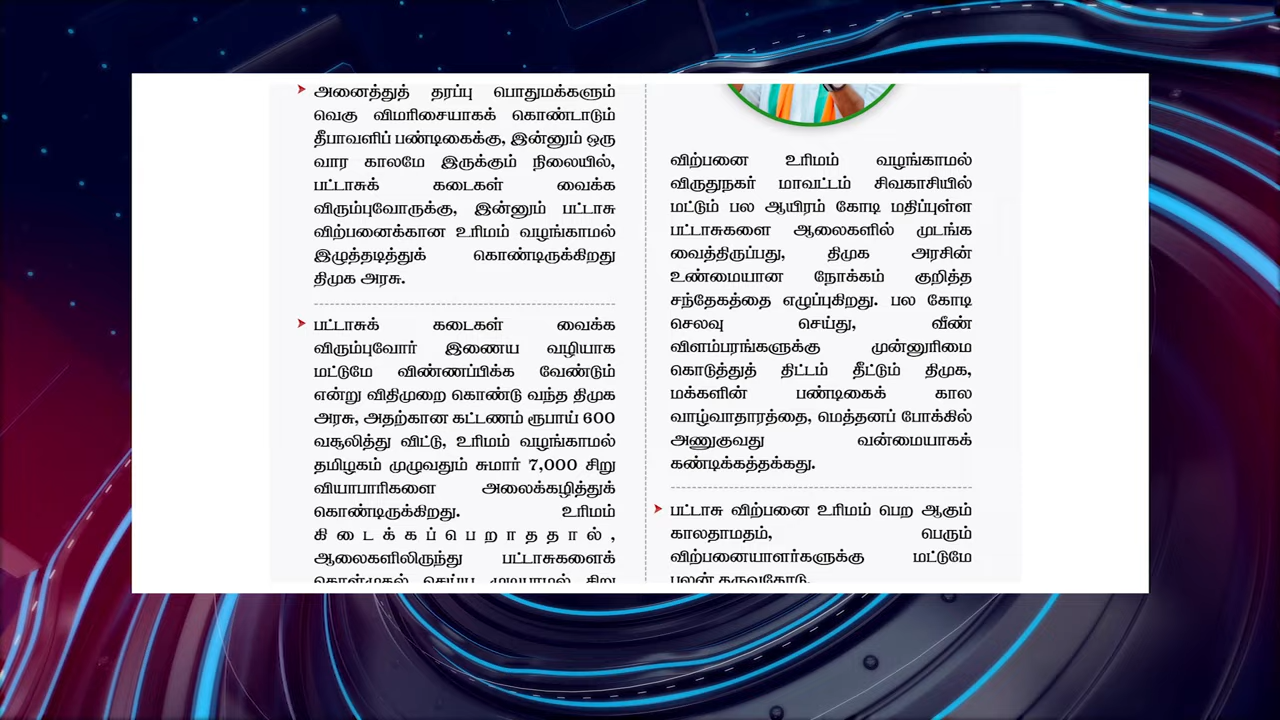 அனைத்துத் தரப்பு பொதுமக்களும்
வெகு விமரிசையாகக் கொண்டாடும்
தீபாவளிப் பண்டிகைக்கு, இன்னும் ஒரு
வார காலமே இருக்கும் நிலையில்,
பட்டாசுக் கடைகள் வைக்க
விரும்புவோருக்கு, இன்னும் பட்டாசு
விற்பனைக்கான உரிமம் வழங்காமல்
இழுத்தடித்துக் கொண்டிருக்கிறது
திமுக அரசு.
பட்டாசுக் கடைகள் வைக்க
விரும்புவோர் இணைய வழியாக
மட்டுமே விண்ணப்பிக்க வேண்டும்
என்று விதிமுறை கொண்டு வந்த திமுக
அரசு, அதற்கான கட்டணம் ரூபாய் 600
வசூலித்து விட்டு, உரிமம் வழங்காமல்
தமிழகம் முழுவதும் சுமார் 7,000 சிறு
வியாபாரிகளை அலைக்கழித்துக்
கொண்டிருக்கிறது. உரிமம்
கிடைக்கப்பெறாததால்,
ஆலைகளிலிருந்து பட்டாசுகளைக்
கொள்முதல் செய்ய முடியாமல் சிறு
விற்பனை உரிமம் வழங்காமல்
விருதுநகர் மாவட்டம் சிவகாசியில்
மட்டும் பல ஆயிரம் கோடி மதிப்புள்ள
பட்டாசுகளை ஆலைகளில் முடங்க
வைத்திருப்பது, திமுக அரசின்
உண்மையான நோக்கம் குறித்த
சந்தேகத்தை எழுப்புகிறது. பல கோடி
செலவு செய்து, வீண்
விளம்பரங்களுக்கு முன்னுரிமை
கொடுத்துத் திட்டம் தீட்டும் திமுக,
மக்களின் பண்டிகைக் கால
வாழ்வாதாரத்தை, மெத்தனப் போக்கில்
அணுகுவது வன்மையாகக்
கண்டிக்கத்தக்கது.
பட்டாசு விற்பனை உரிமம் பெற ஆகும்
காலதாமதம், பெரும்
விற்பனையாளர்களுக்கு மட்டுமே
பலன் தருவதோடு,